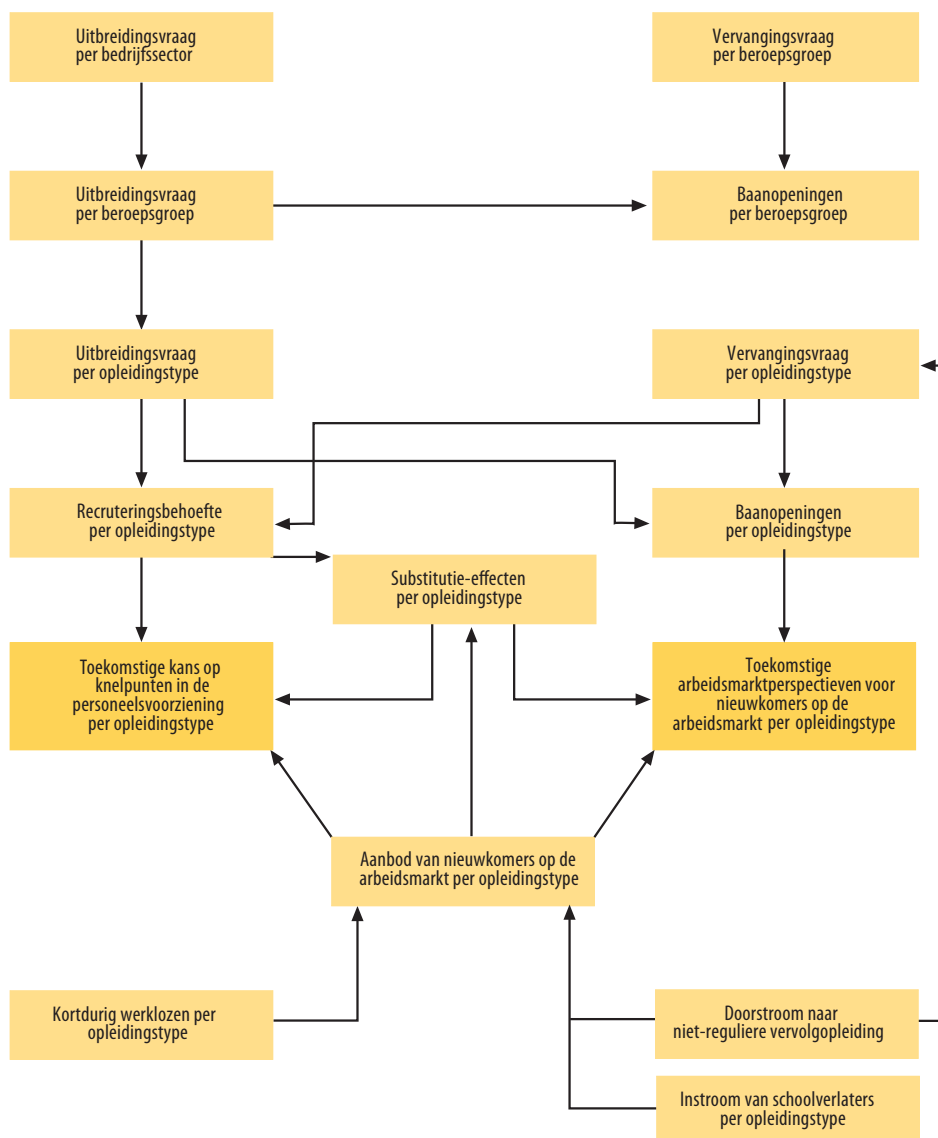 Uitbreidingsvraag
per bedrijfssector
Vervangingsvraag
per beroepsgroep
Uitbreidingsvraag
per beroepsgroep
Baanopeningen
per beroepsgroep
Uitbreidingsvraag
per opleidingstype
Vervangingsvraag
per opleidingstype
Recruteringsbehoefte
per opleidingstype
Baanopeningen
per opleidingstype
Substitutie-effecten
per opleidingstype
Toekomstige kans op
knelpunten in de
personeelsvoorziening
per opleidingstype
Toekomstige
arbeidsmarktperspectieven voor
nieuwkomers op de
arbeidsmarkt per opleidingstype
Aanbod van nieuwkomers op de
arbeidsmarkt per opleidingstype
Kortdurig werklozen per
opleidingstype
Doorstroom naar
niet-reguliere vervolgopleiding
Instroom van schoolverlaters
per opleidingstype